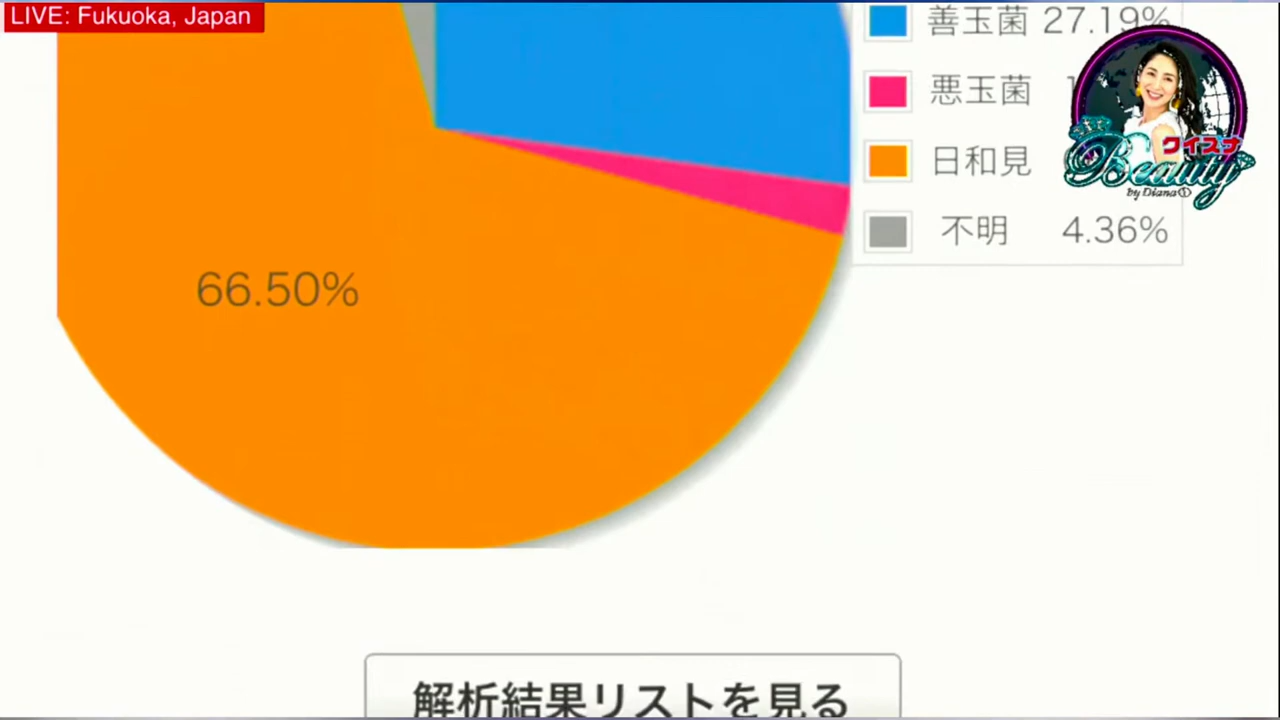 LIVE: Fukuoka, Japan
善玉菌 27.19%
悪玉菌
日和見
不明 4.36%
66.50%
クイズナ
Beauty
by Diana
解析結果リストを見る